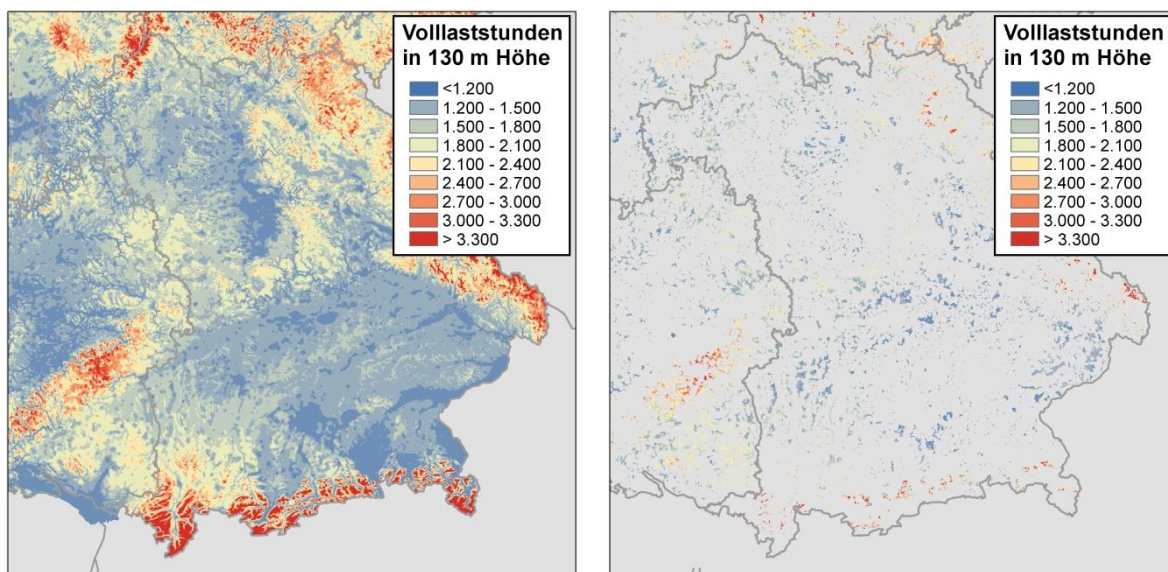 Volllaststunden
in 130 m Höhe
<1.200
1.200 - 1.500
1.500 - 1.800
1.800 - 2.100
2.100 - 2.400
2.400 - 2.700
2.700 - 3.000
3.000 - 3.300
> 3.300
Volllaststunden
in 130 m Höhe
<1.200
1.200 - 1.500
1.500 - 1.800
1.800 - 2.100
2.100 - 2.400
2.400 - 2.700
2.700 - 3.000
3.000 - 3.300
> 3.300